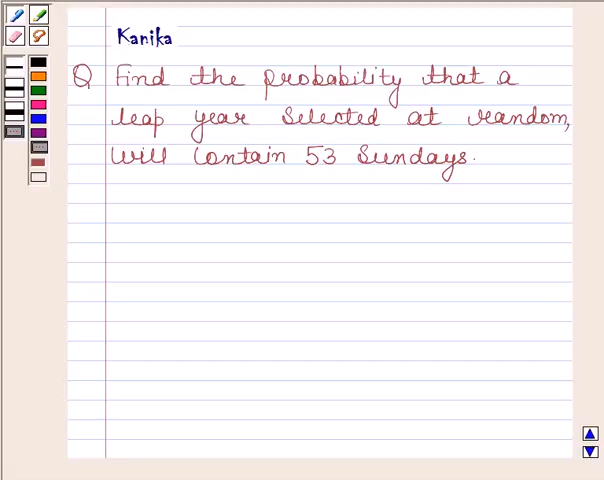 Kanika
Q Find the probability that a
leap year selected at random,
will contain 53 Sundays.